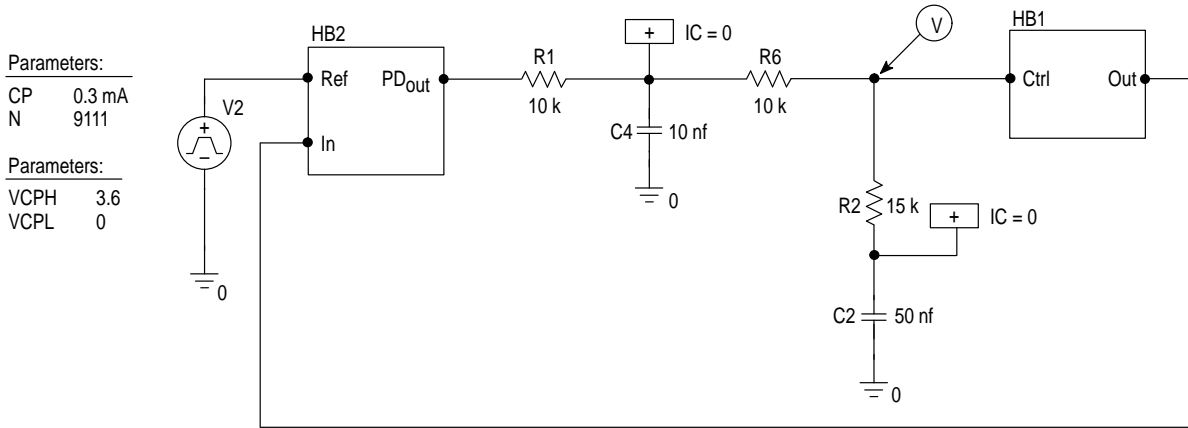 Parameters:
CP 0.3 mA
N 9111
Parameters:
VCPH 3.6
VCPL 0
V2
+
−
0
HB2
Ref
PDout
In
R1
10 k
+ IC = 0
C4 10 nf
0
R6
10 k
V
R2 15 k
+ IC = 0
C2 50 nf
0
HB1
Ctrl Out